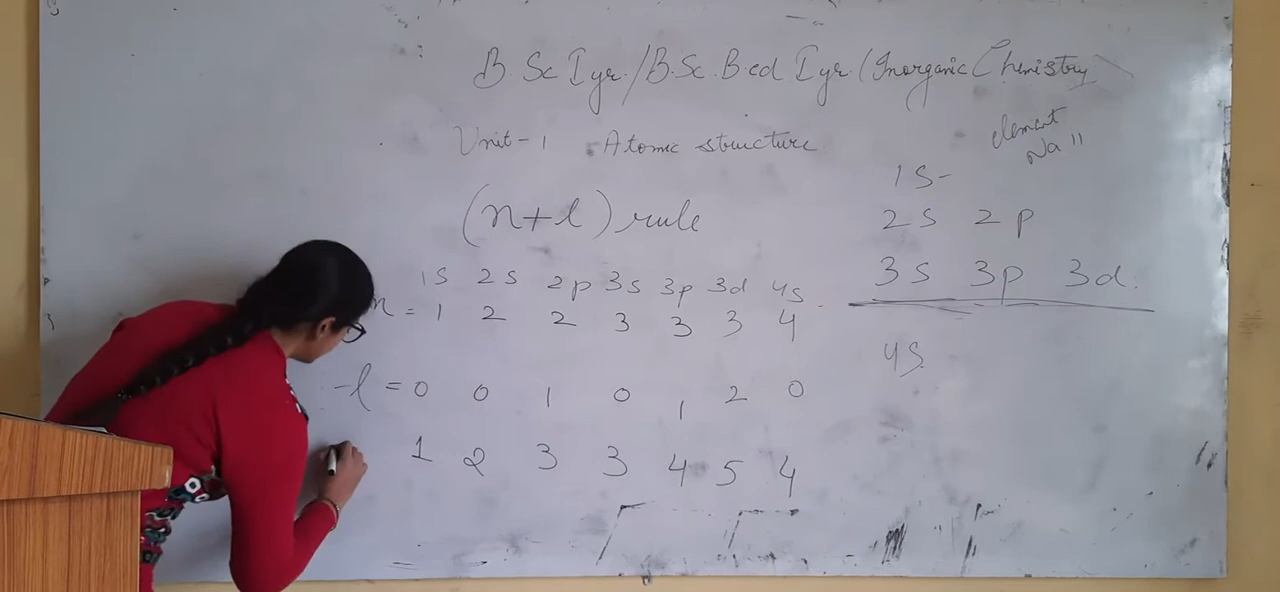 B.Sc I yr./B.Sc.B.ed I yr.(Inorganic Chemistry)
Unit-1 Atomic structure
element
Na 11
(n+l) rule
1s 2s 2p 3s 3p 3d 4s
n = 1 2 2 3 3 3 4
l = 0 0 1 0 1 2 0
1 2 3 3 4 5 4
1s-
2s 2p
3s 3p 3d.
4s.